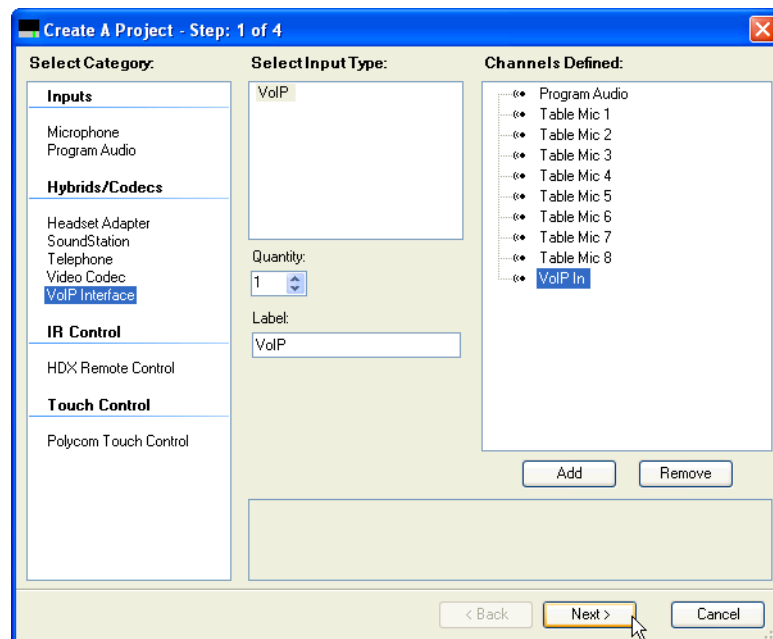 Create A Project - Step: 1 of 4
Select Category:
Inputs
Microphone
Program Audio
Hybrids/Codecs
Headset Adapter
SoundStation
Telephone
Video Codec
VoIP Interface
IR Control
HDX Remote Control
Touch Control
Polycom Touch Control
Select Input Type:
VoIP
Quantity:
1
Label:
VoIP
Channels Defined:
Program Audio
Table Mic 1
Table Mic 2
Table Mic 3
Table Mic 4
Table Mic 5
Table Mic 6
Table Mic 7
Table Mic 8
VoIP In
Add Remove
< Back Next > Cancel